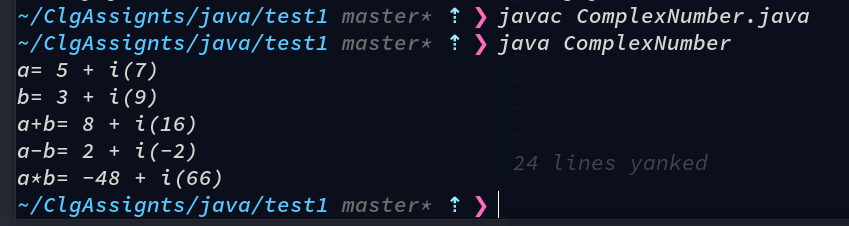 ~/ClgAssignts/java/test1 master* ⇡ ❯ javac ComplexNumber.java
~/ClgAssignts/java/test1 master* ⇡ ❯ java ComplexNumber
a= 5 + i(7)
b= 3 + i(9)
a+b= 8 + i(16)
a-b= 2 + i(-2)
24 lines yanked
a*b= -48 + i(66)
~/ClgAssignts/java/test1 master* ⇡ ❯